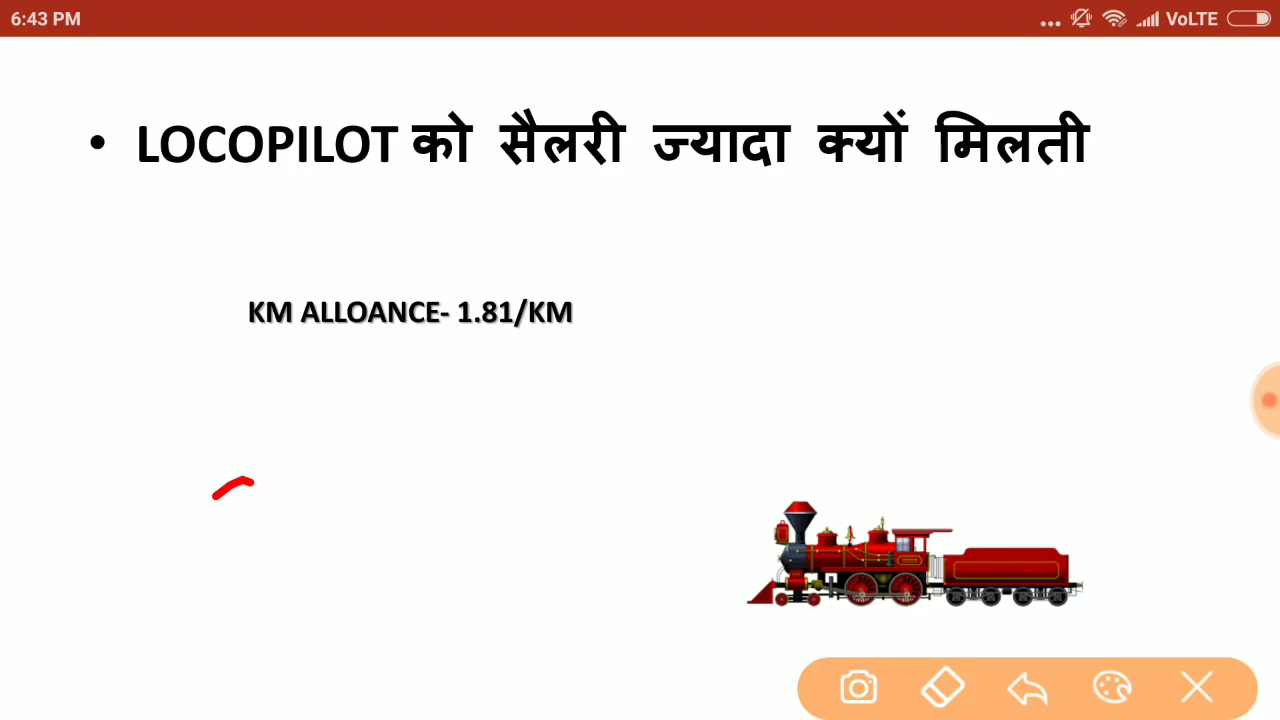 6:43 PM
... VoLTE
• LOCOPILOT को सैलरी ज्यादा क्यों मिलती
KM ALLOANCE- 1.81/KM